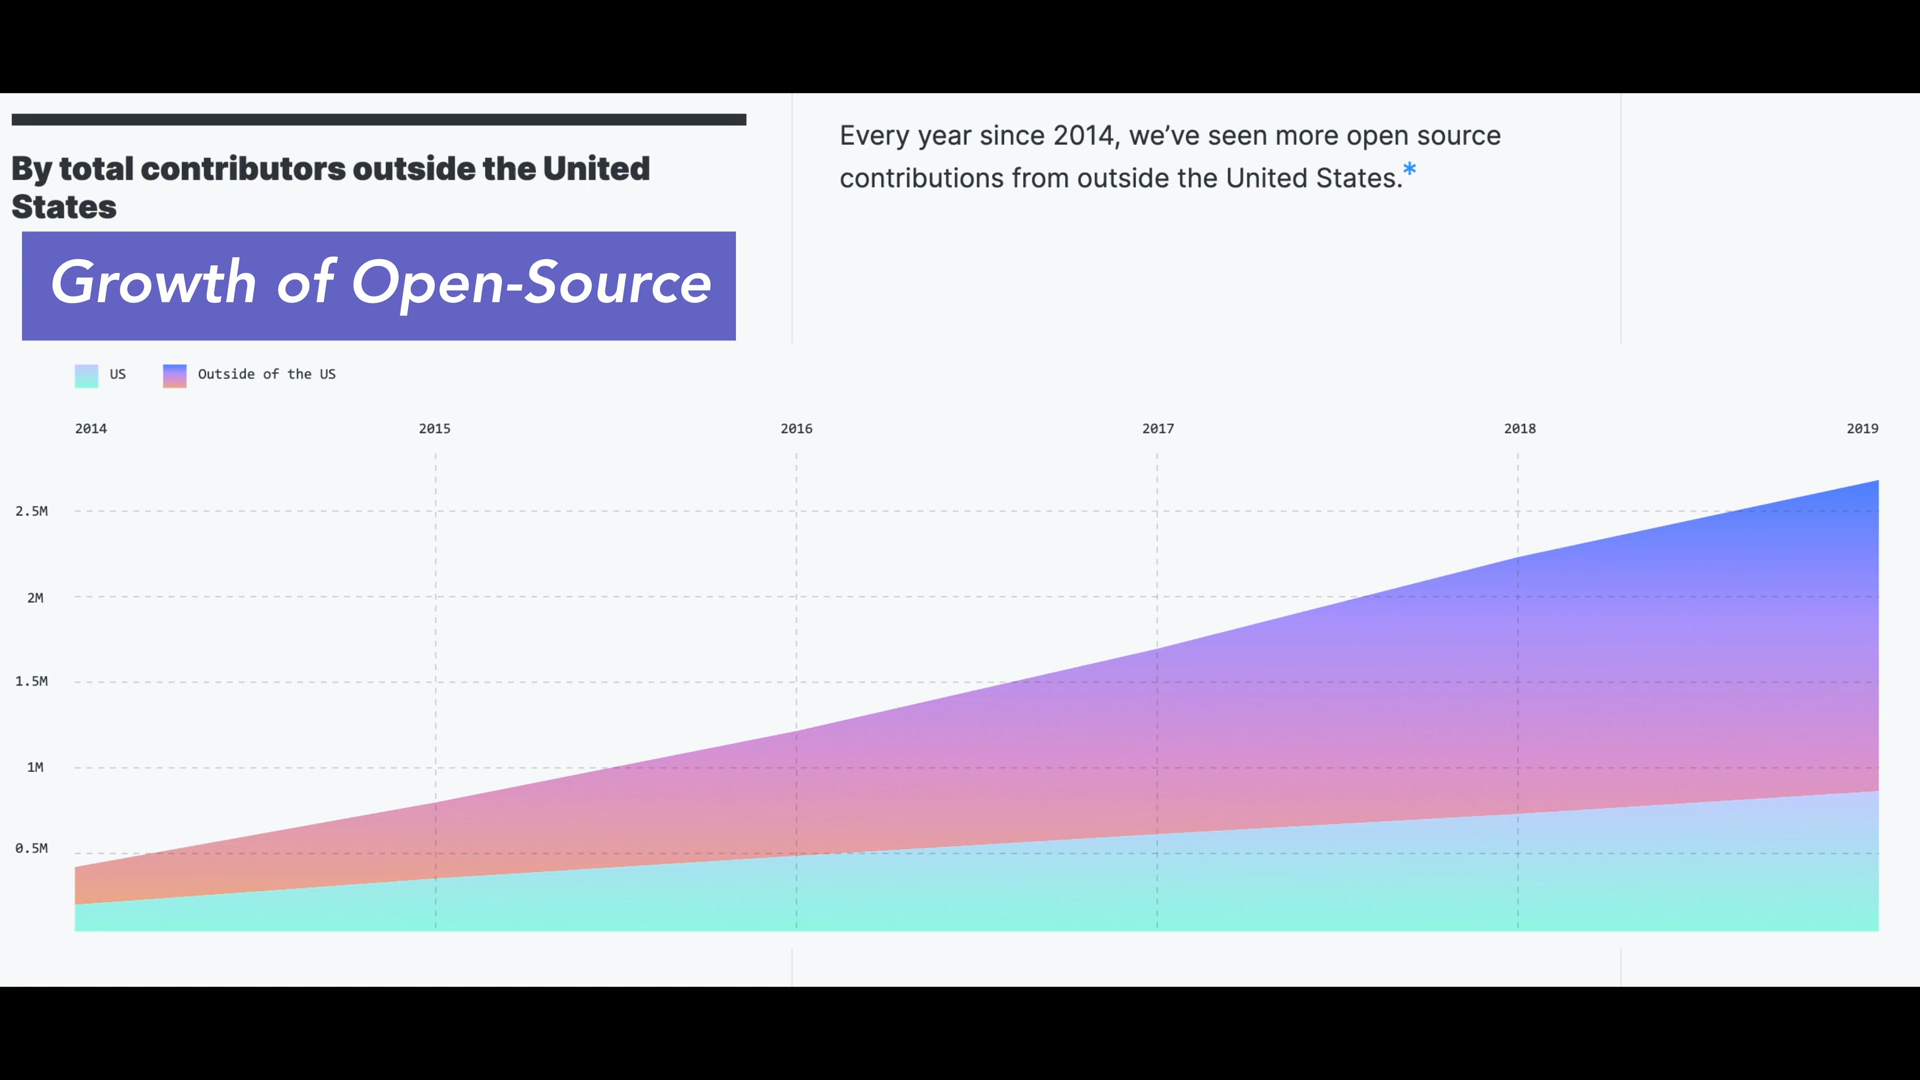 By total contributors outside the United
States
Every year since 2014, we’ve seen more open source
contributions from outside the United States.*
Growth of Open-Source
US
Outside of the US
2014
2015
2016
2017
2018
2019
2.5M
2M
1.5M
1M
0.5M